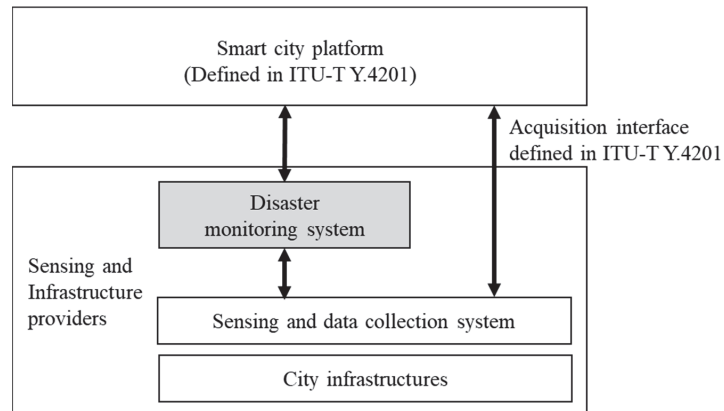 Smart city platform
(Defined in ITU-T Y.4201)
Acquisition interface
defined in ITU-T Y.4201
Disaster
monitoring system
Sensing and
Infrastructure
providers
Sensing and data collection system
City infrastructures